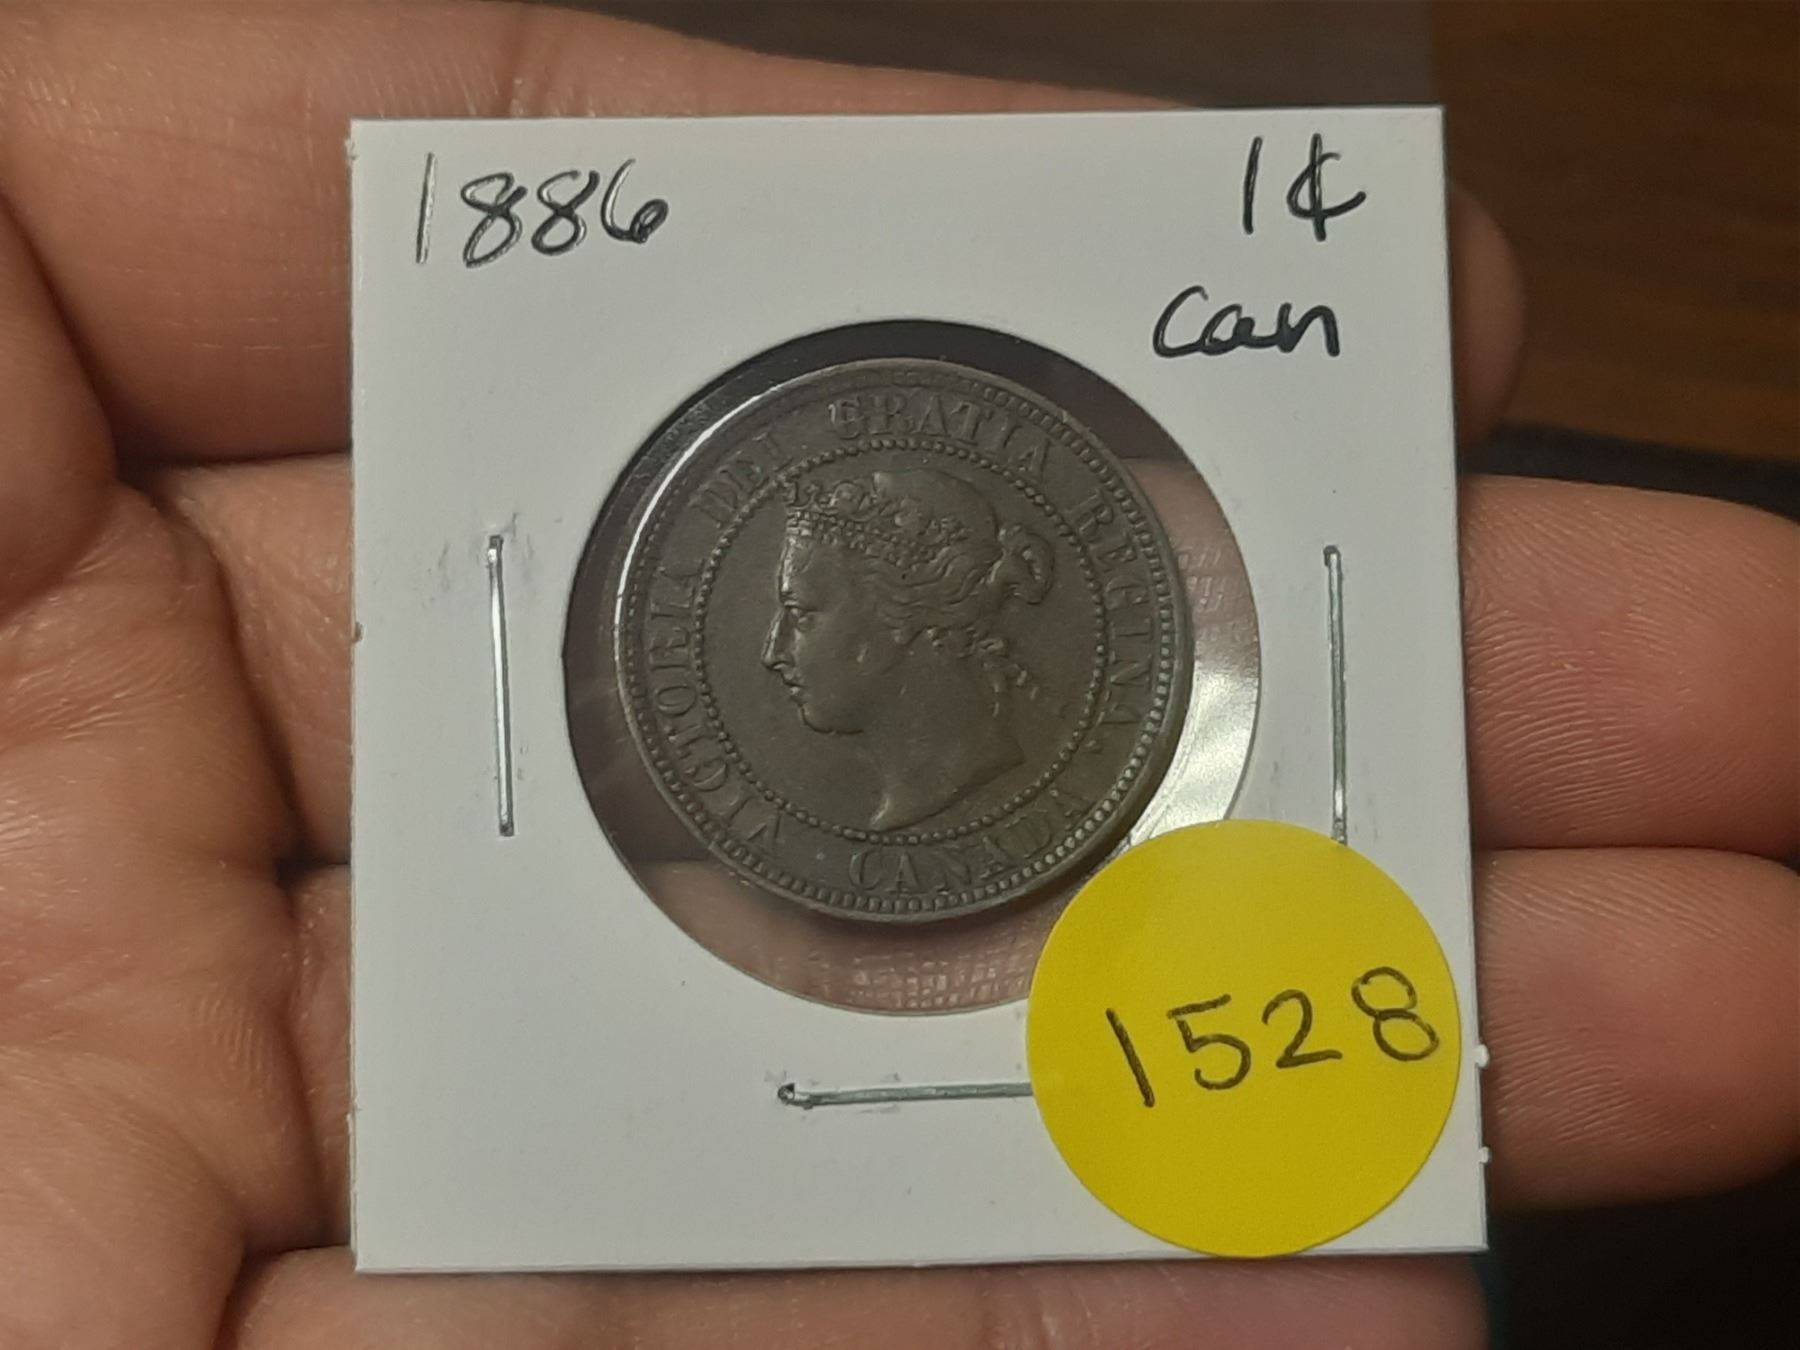 1886
1¢
Can
VICTORIA DEI GRATIA REGINA.
CANADA
1528